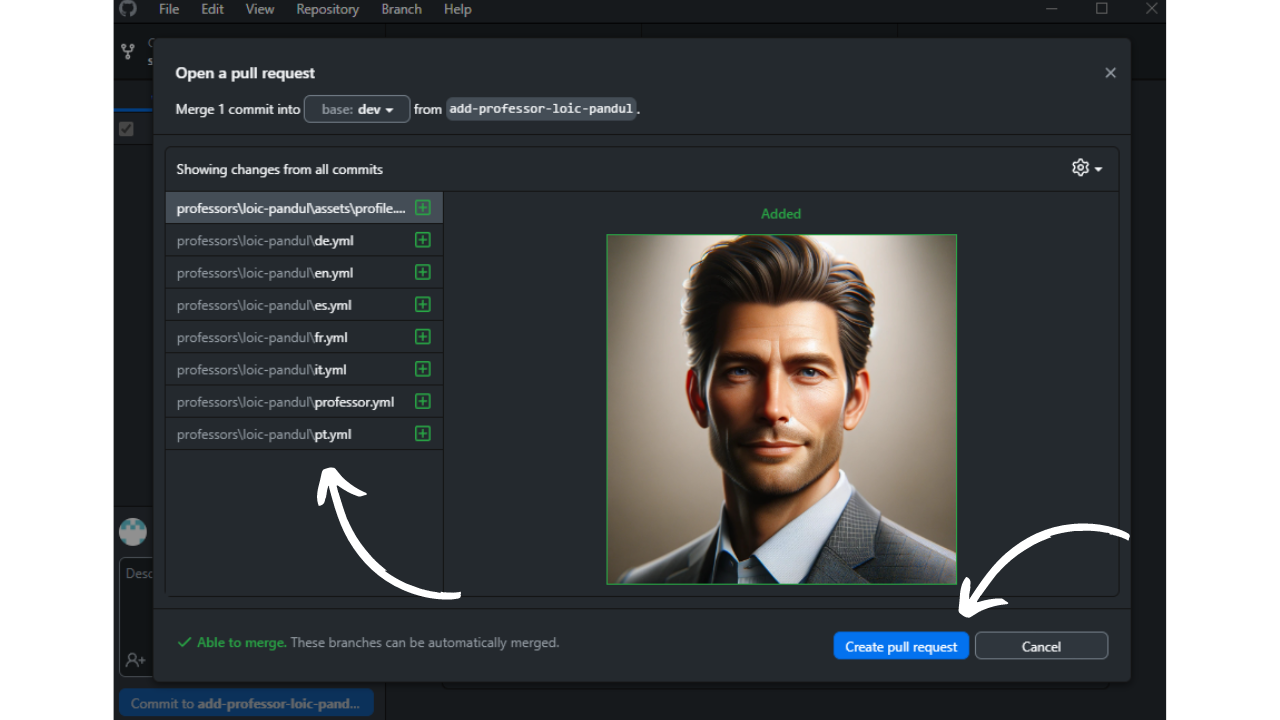 File Edit View Repository Branch Help
Open a pull request
Merge 1 commit into base: dev from add-professor-loic-pandul.
Showing changes from all commits
professors\loic-pandul\assets\profile....
professors\loic-pandul\de.yml
professors\loic-pandul\en.yml
professors\loic-pandul\es.yml
professors\loic-pandul\fr.yml
professors\loic-pandul\it.yml
professors\loic-pandul\professor.yml
professors\loic-pandul\pt.yml
Added
Desc
Able to merge. These branches can be automatically merged.
Create pull request
Cancel
Commit to add-professor-loic-pand...